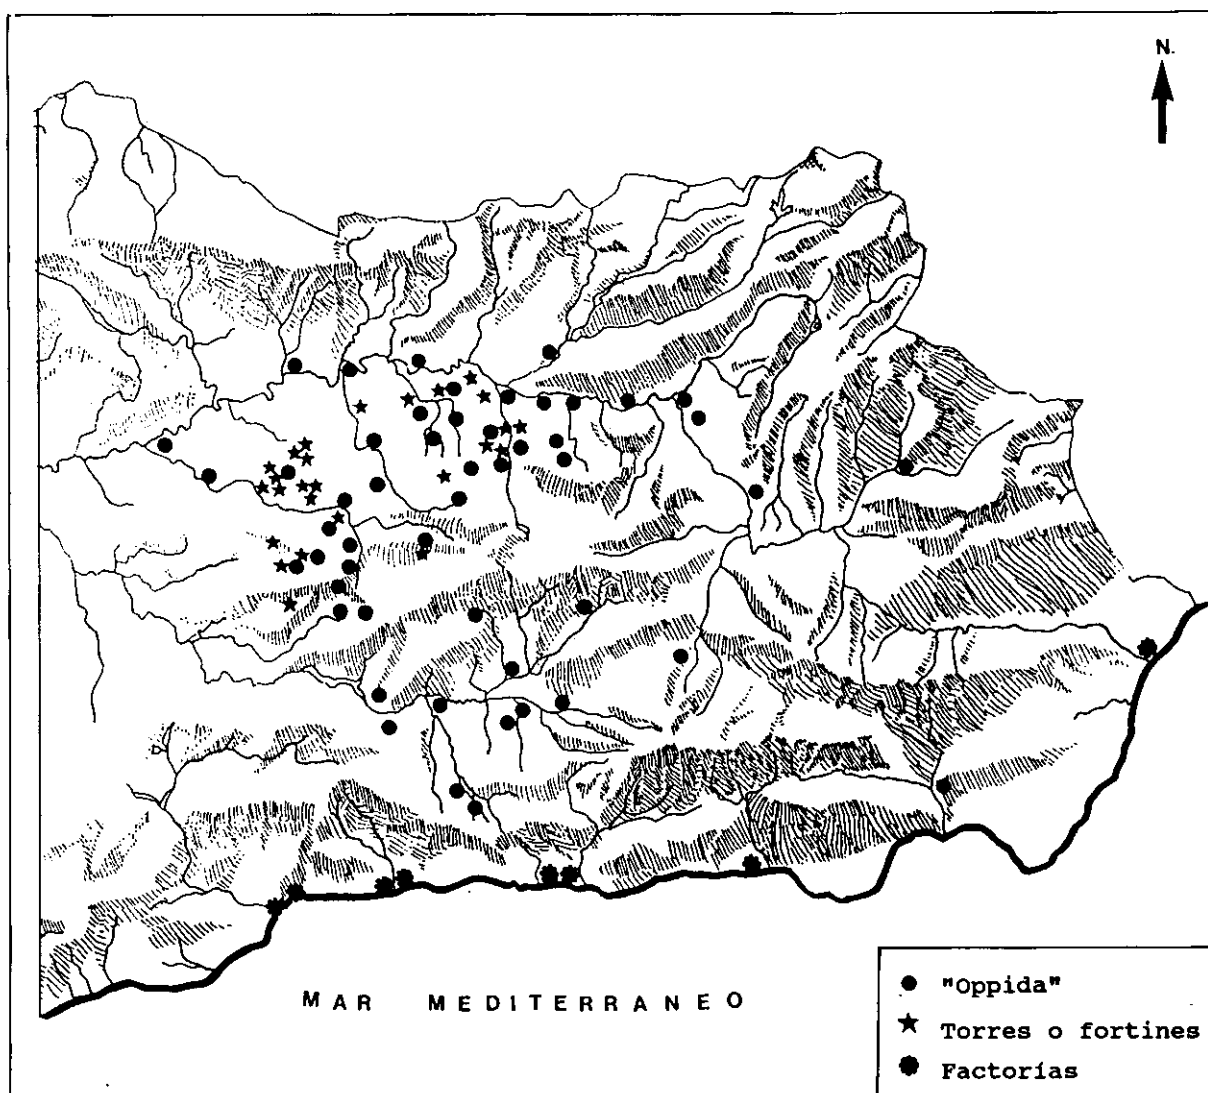 N.
MAR MEDITERRANEO
"Oppida"
Torres o fortines
Factorías